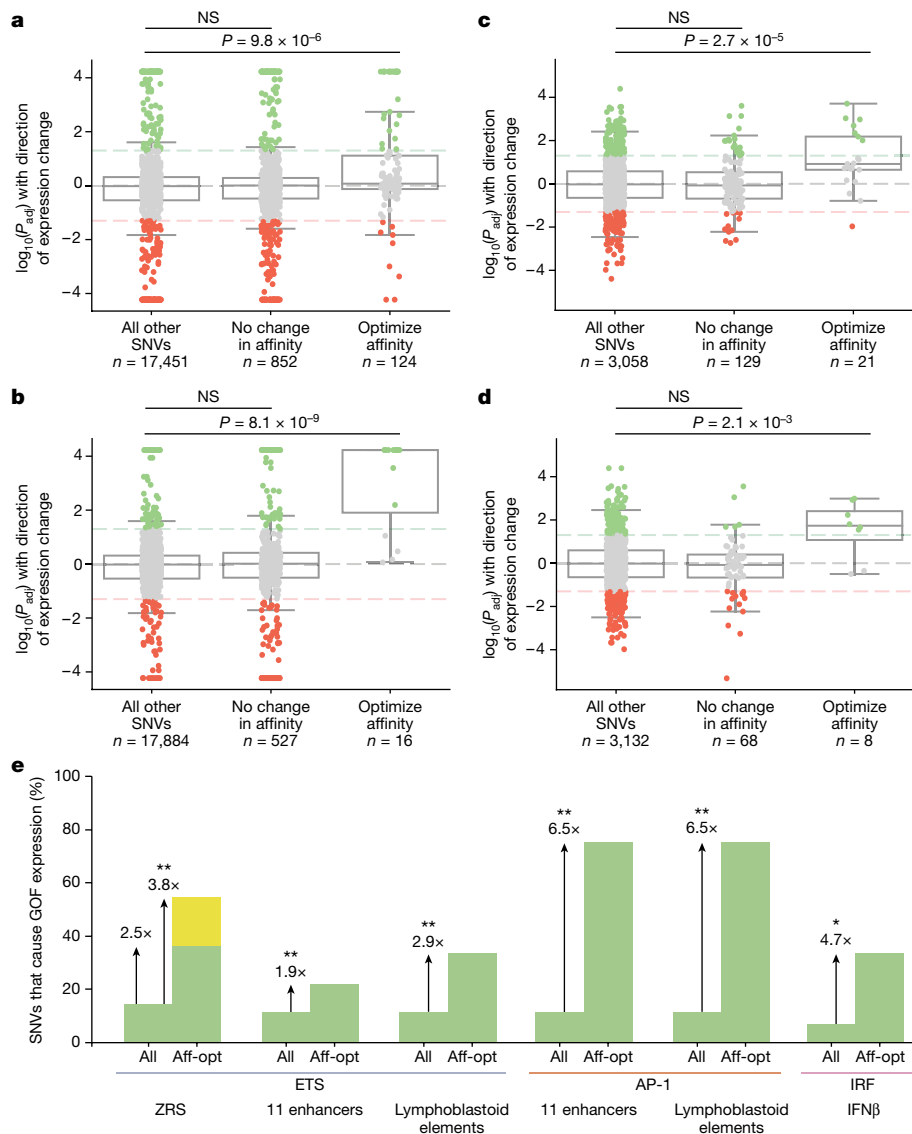 a
NS
P = 9.8 × 10⁻⁶
log₁₀(P_adj) with direction
of expression change
4
2
0
−2
−4
All other
SNVs
n = 17,451
No change
in affinity
n = 852
Optimize
affinity
n = 124
c
NS
P = 2.7 × 10⁻⁵
log₁₀(P_adj) with direction
of expression change
4
2
0
−2
−4
All other
SNVs
n = 3,058
No change
in affinity
n = 129
Optimize
affinity
n = 21
b
NS
P = 8.1 × 10⁻⁹
log₁₀(P_adj) with direction
of expression change
4
2
0
−2
−4
All other
SNVs
n = 17,884
No change
in affinity
n = 527
Optimize
affinity
n = 16
d
NS
P = 2.1 × 10⁻³
log₁₀(P_adj) with direction
of expression change
4
2
0
−2
−4
All other
SNVs
n = 3,132
No change
in affinity
n = 68
Optimize
affinity
n = 8
e
SNVs that cause GOF expression (%)
100
80
60
40
20
0
2.5×
**
3.8×
**
1.9×
**
2.9×
**
6.5×
**
6.5×
*
4.7×
All Aff-opt All Aff-opt All Aff-opt All Aff-opt All Aff-opt All Aff-opt
ETS AP-1 IRF
ZRS 11 enhancers Lymphoblastoid elements 11 enhancers Lymphoblastoid elements IFNβ